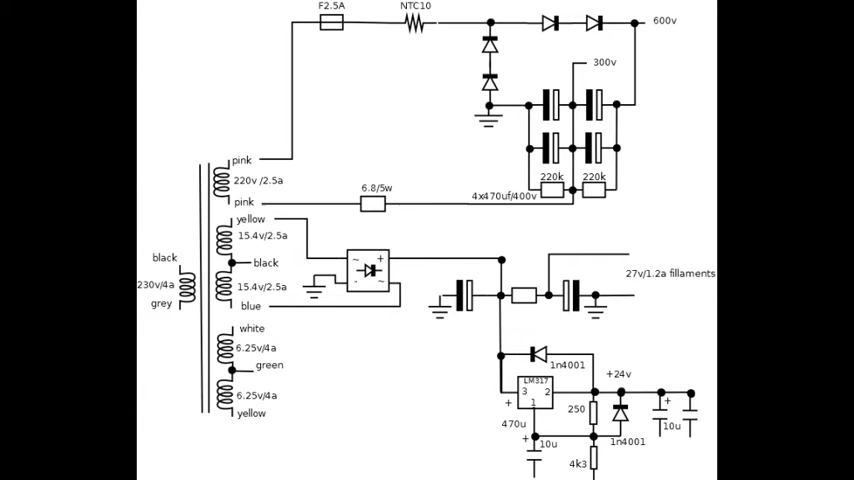 F2.5A
NTC10
600v
300v
pink
220v /2.5a
220k
220k
6.8/5w
4x470uf/400v
pink
yellow
15.4v/2.5a
black
black
230v/4a
grey
15.4v/2.5a
blue
~ +
- ~
27v/1.2a fillaments
white
6.25v/4a
green
6.25v/4a
yellow
1n4001
+24v
LM317
3 2
1
+
470u
250
+
10u
1n4001
+
10u
4k3